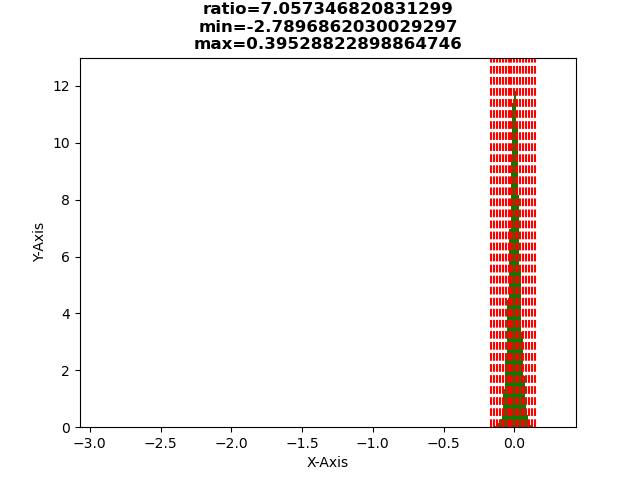 ratio=7.057346820831299
min=-2.7896862030029297
max=0.39528822898864746
12
10
8
6
4
2
0
Y-Axis
−3.0 −2.5 −2.0 −1.5 −1.0 −0.5 0.0
X-Axis